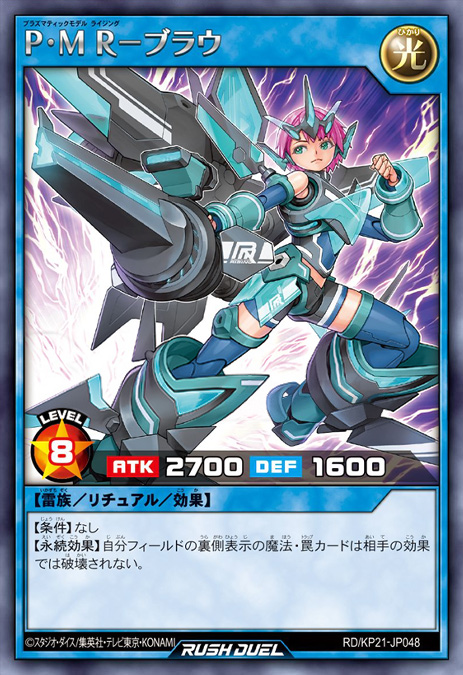 プラズマティックモデル ライジング
P・M R－ブラウ
ひかり
光
LEVEL
8
ATK 2700 DEF 1600
【雷族／リチュアル／効果】
【条件】なし
【永続効果】自分フィールドの裏側表示の魔法・罠カードは相手の効果
では破壊されない。
©スタジオ・ダイス/集英社・テレビ東京・KONAMI
RUSH DUEL
RD/KP21-JP048